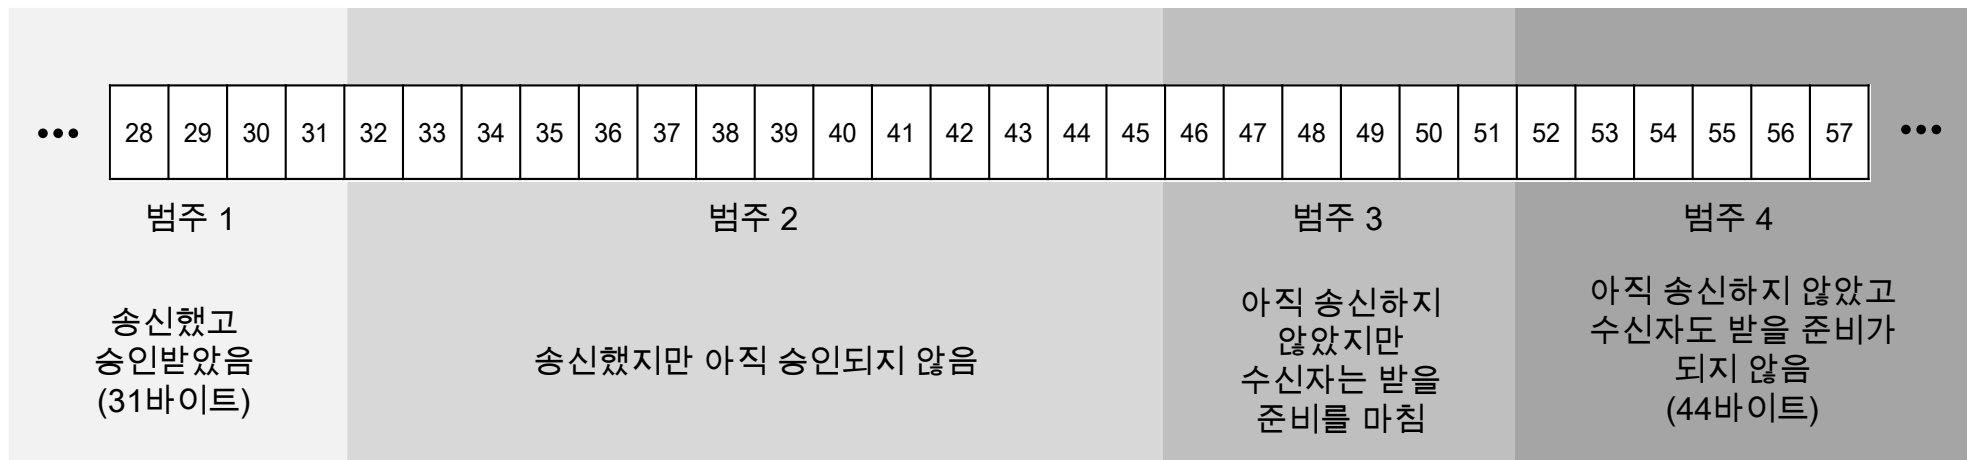 ••• 28 29 30 31 32 33 34 35 36 37 38 39 40 41 42 43 44 45 46 47 48 49 50 51 52 53 54 55 56 57 •••
범주 1
송신했고
승인받았음
(31바이트)
범주 2
송신했지만 아직 승인되지 않음
범주 3
아직 송신하지
않았지만
수신자는 받을
준비를 마침
범주 4
아직 송신하지 않았고
수신자도 받을 준비가
되지 않음
(44바이트)